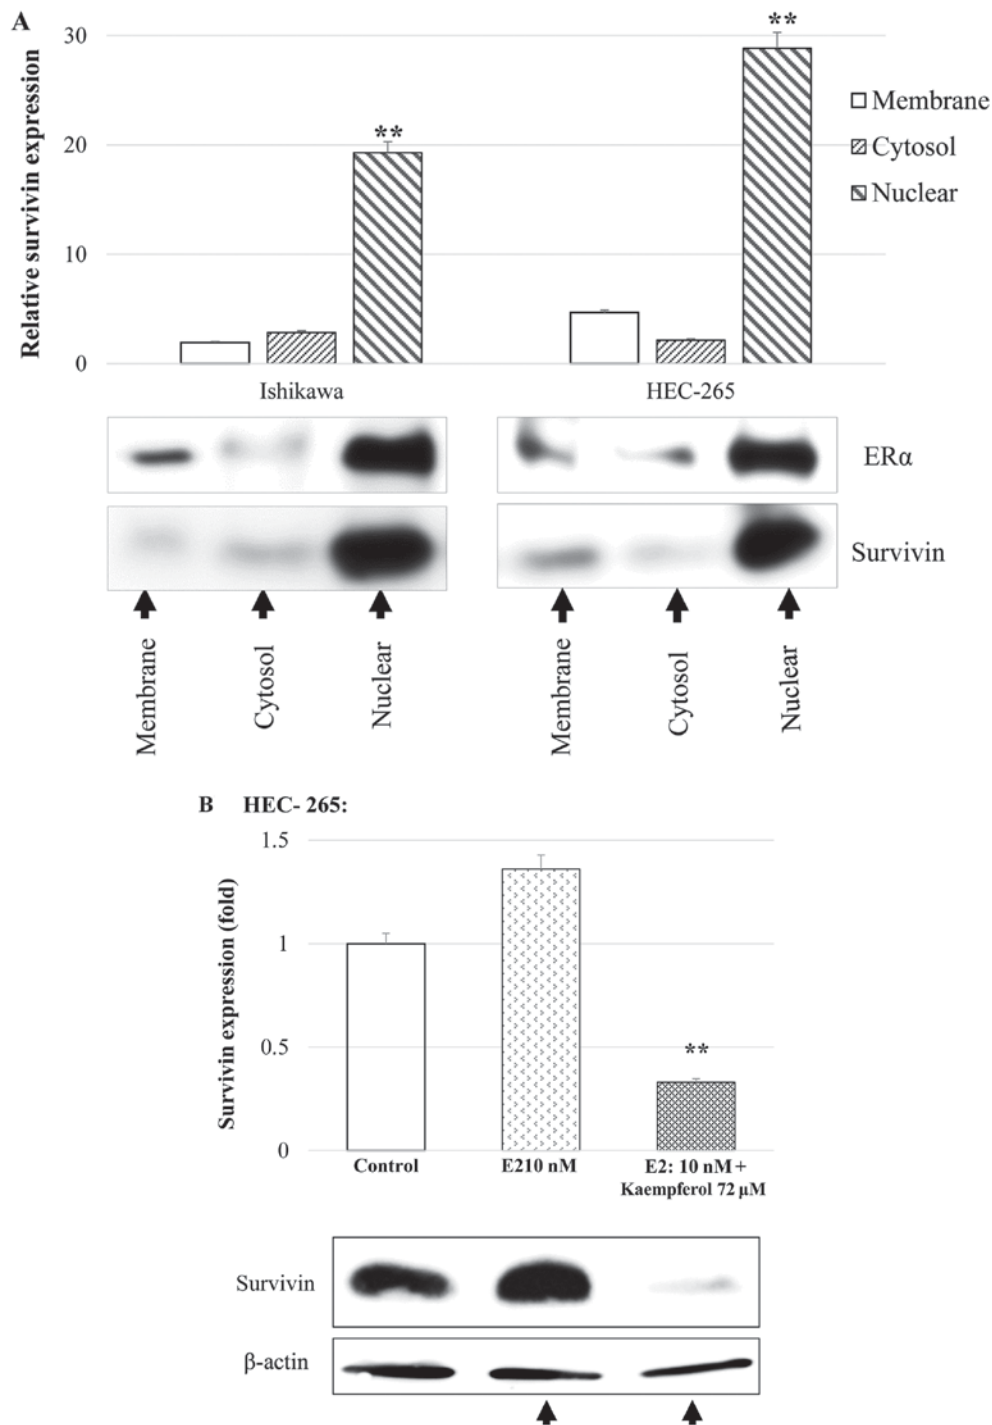 A
Relative survivin expression
30
20
10
0
**
**
Membrane
Cytosol
Nuclear
Ishikawa
HEC-265
ERα
Survivin
Membrane
Cytosol
Nuclear
Membrane
Cytosol
Nuclear
B HEC- 265:
Survivin expression (fold)
1.5
1
0.5
0
**
Control
E210 nM
E2: 10 nM +
Kaempferol 72 µM
Survivin
β-actin